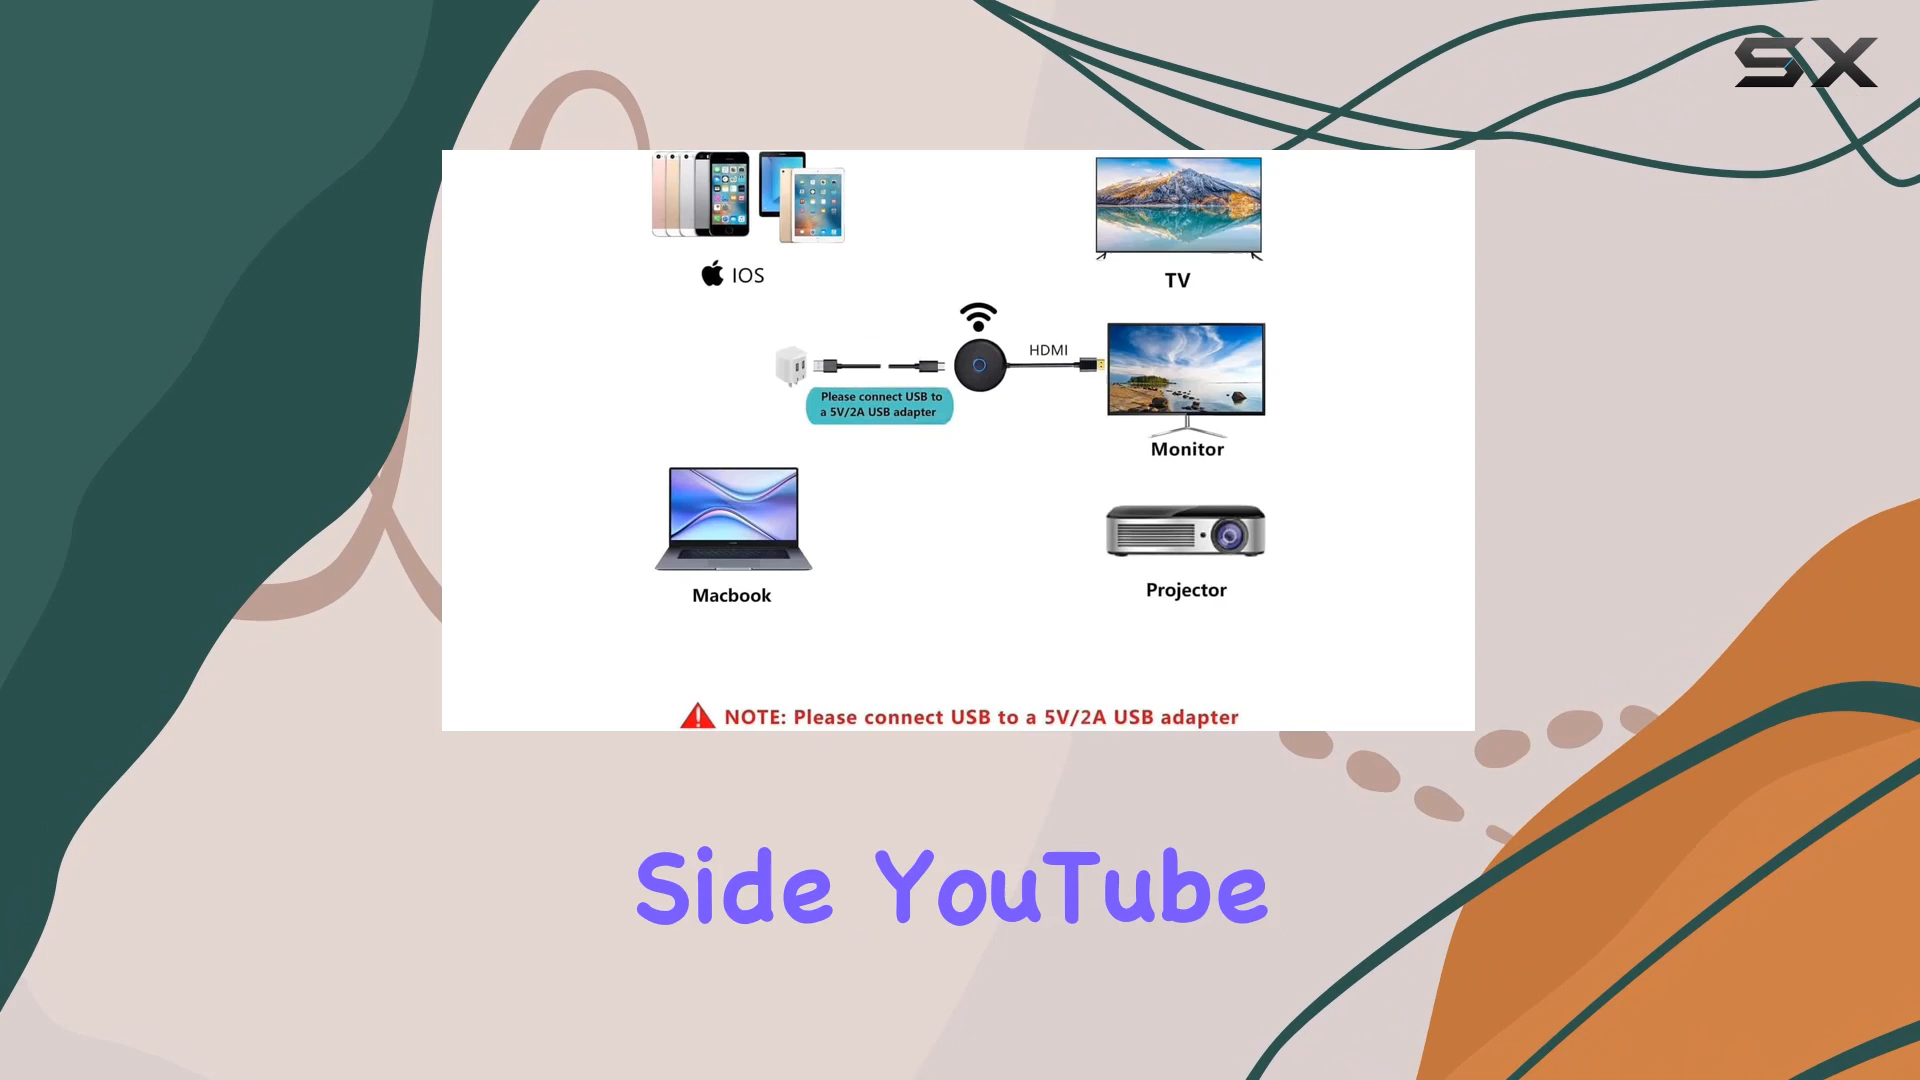 SX
IOS
TV
HDMI
Please connect USB to
a 5V/2A USB adapter
Monitor
Macbook
Projector
NOTE: Please connect USB to a 5V/2A USB adapter
Side YouTube